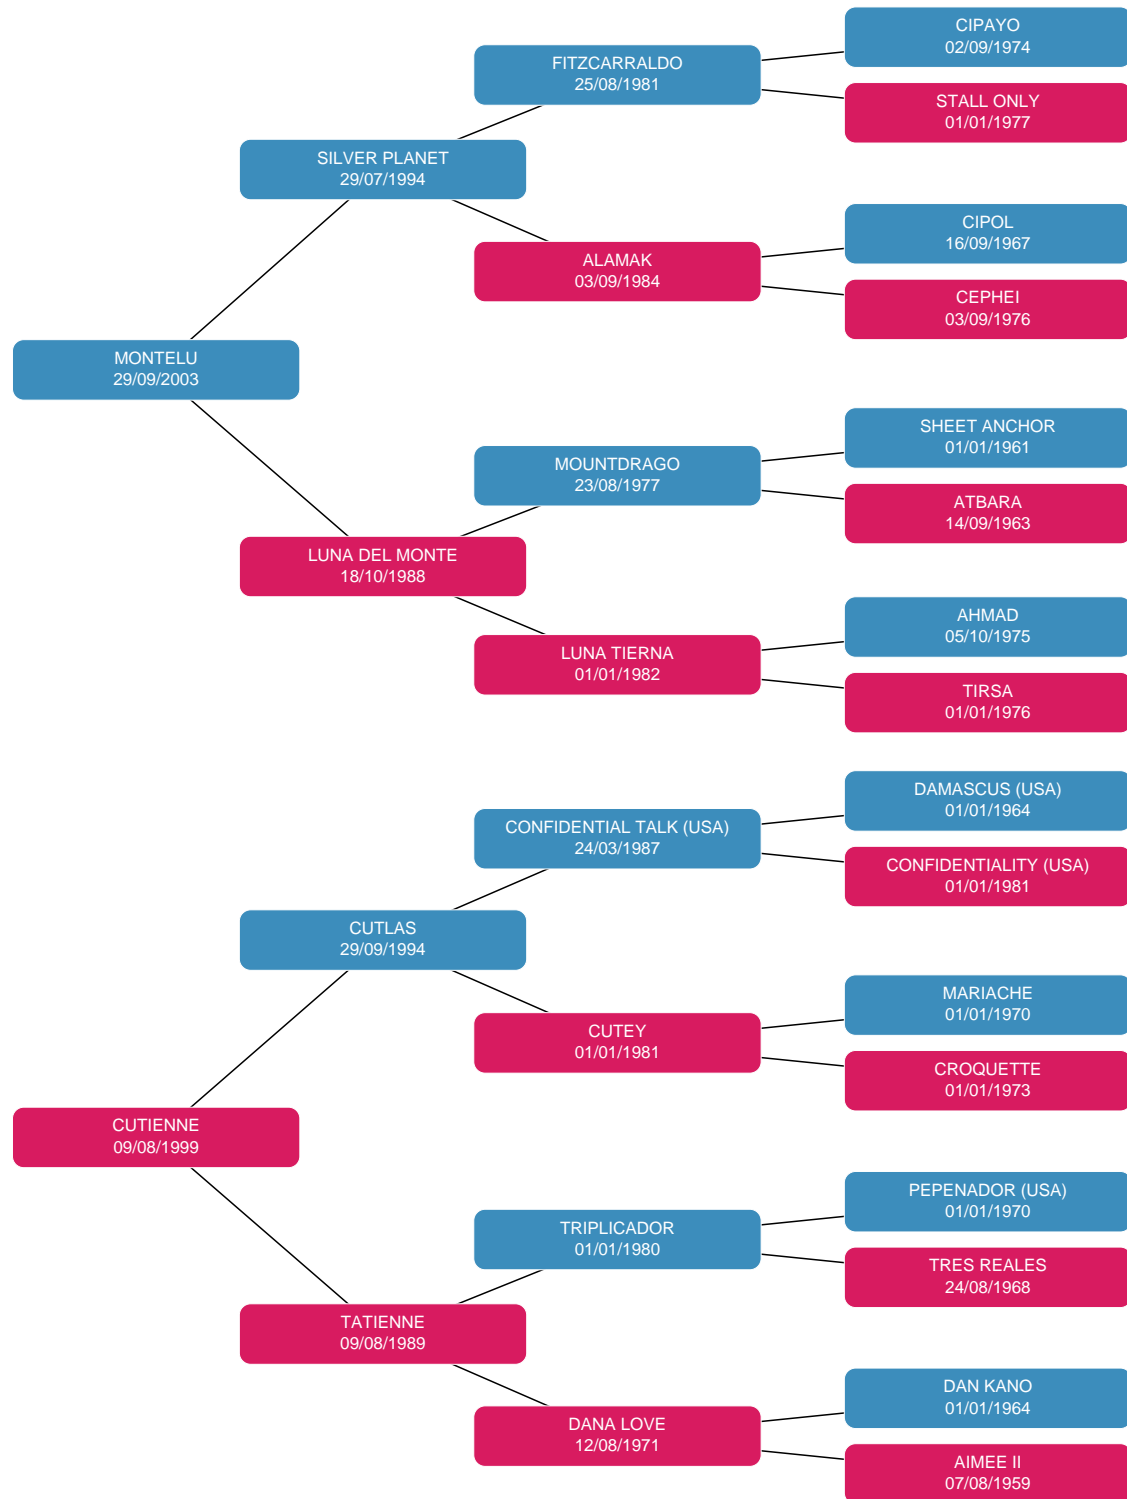 CIPAYO
02/09/1974
FITZCARRALDO
25/08/1981
STALL ONLY
01/01/1977
SILVER PLANET
29/07/1994
CIPOL
16/09/1967
ALAMAK
03/09/1984
CEPHEI
03/09/1976
MONTELU
29/09/2003
SHEET ANCHOR
01/01/1961
MOUNTDRAGO
23/08/1977
ATBARA
14/09/1963
LUNA DEL MONTE
18/10/1988
AHMAD
05/10/1975
LUNA TIERNA
01/01/1982
TIRSA
01/01/1976
DAMASCUS (USA)
01/01/1964
CONFIDENTIAL TALK (USA)
24/03/1987
CONFIDENTIALITY (USA)
01/01/1981
CUTLAS
29/09/1994
MARIACHE
01/01/1970
CUTEY
01/01/1981
CROQUETTE
01/01/1973
CUTIENNE
09/08/1999
PEPENADOR (USA)
01/01/1970
TRIPLICADOR
01/01/1980
TRES REALES
24/08/1968
TATIENNE
09/08/1989
DAN KANO
01/01/1964
DANA LOVE
12/08/1971
AIMEE II
07/08/1959